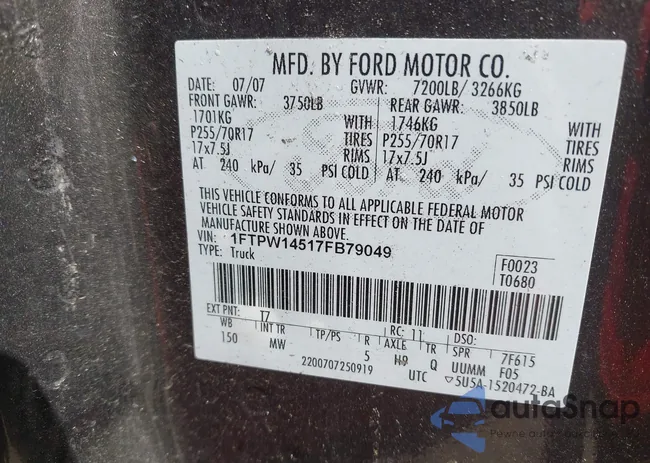 MFD. BY FORD MOTOR CO.
DATE: 07/07 GVWR: 7200LB/ 3266KG
FRONT GAWR: 3750LB REAR GAWR: 3850LB
1701KG WITH 1746KG WITH
P255/70R17 TIRES P255/70R17 TIRES
17x7.5J RIMS 17x7.5J RIMS
AT 240 kPa/ 35 PSI COLD AT 240 kPa/ 35 PSI COLD
THIS VEHICLE CONFORMS TO ALL APPLICABLE FEDERAL MOTOR
VEHICLE SAFETY STANDARDS IN EFFECT ON THE DATE OF
MANUFACTURE SHOWN ABOVE.
VIN: 1FTPW14517FB79049
TYPE: Truck
F0023
T0680
EXT PNT: T7 RC: 11 DSO:
WB INT TR TP/PS R AXLE TR SPR 7F615
150 MW 5 H9 Q UUMM F05
2200707250919 UTC 5U5A-1520472-BA
autoSnap